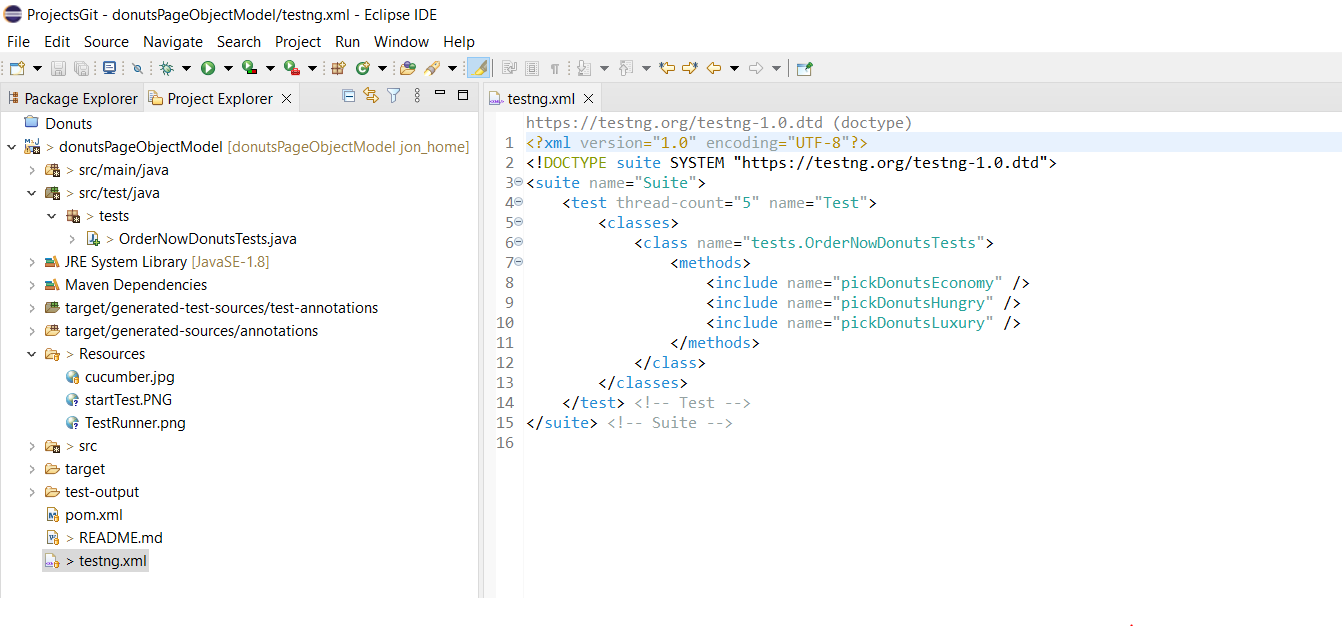 ProjectsGit - donutsPageObjectModel/testng.xml - Eclipse IDE
File Edit Source Navigate Search Project Run Window Help
Package Explorer Project Explorer
Donuts
> donutsPageObjectModel [donutsPageObjectModel jon_home]
> src/main/java
> src/test/java
> tests
> OrderNowDonutsTests.java
JRE System Library [JavaSE-1.8]
Maven Dependencies
target/generated-test-sources/test-annotations
target/generated-sources/annotations
> Resources
cucumber.jpg
startTest.PNG
TestRunner.png
> src
target
test-output
pom.xml
> README.md
> testng.xml
testng.xml
https://testng.org/testng-1.0.dtd (doctype)
1 <?xml version="1.0" encoding="UTF-8"?>
2 <!DOCTYPE suite SYSTEM "https://testng.org/testng-1.0.dtd">
3 <suite name="Suite">
4 <test thread-count="5" name="Test">
5 <classes>
6 <class name="tests.OrderNowDonutsTests">
7 <methods>
8 <include name="pickDonutsEconomy" />
9 <include name="pickDonutsHungry" />
10 <include name="pickDonutsLuxury" />
11 </methods>
12 </class>
13 </classes>
14 </test> <!-- Test -->
15 </suite> <!-- Suite -->
16